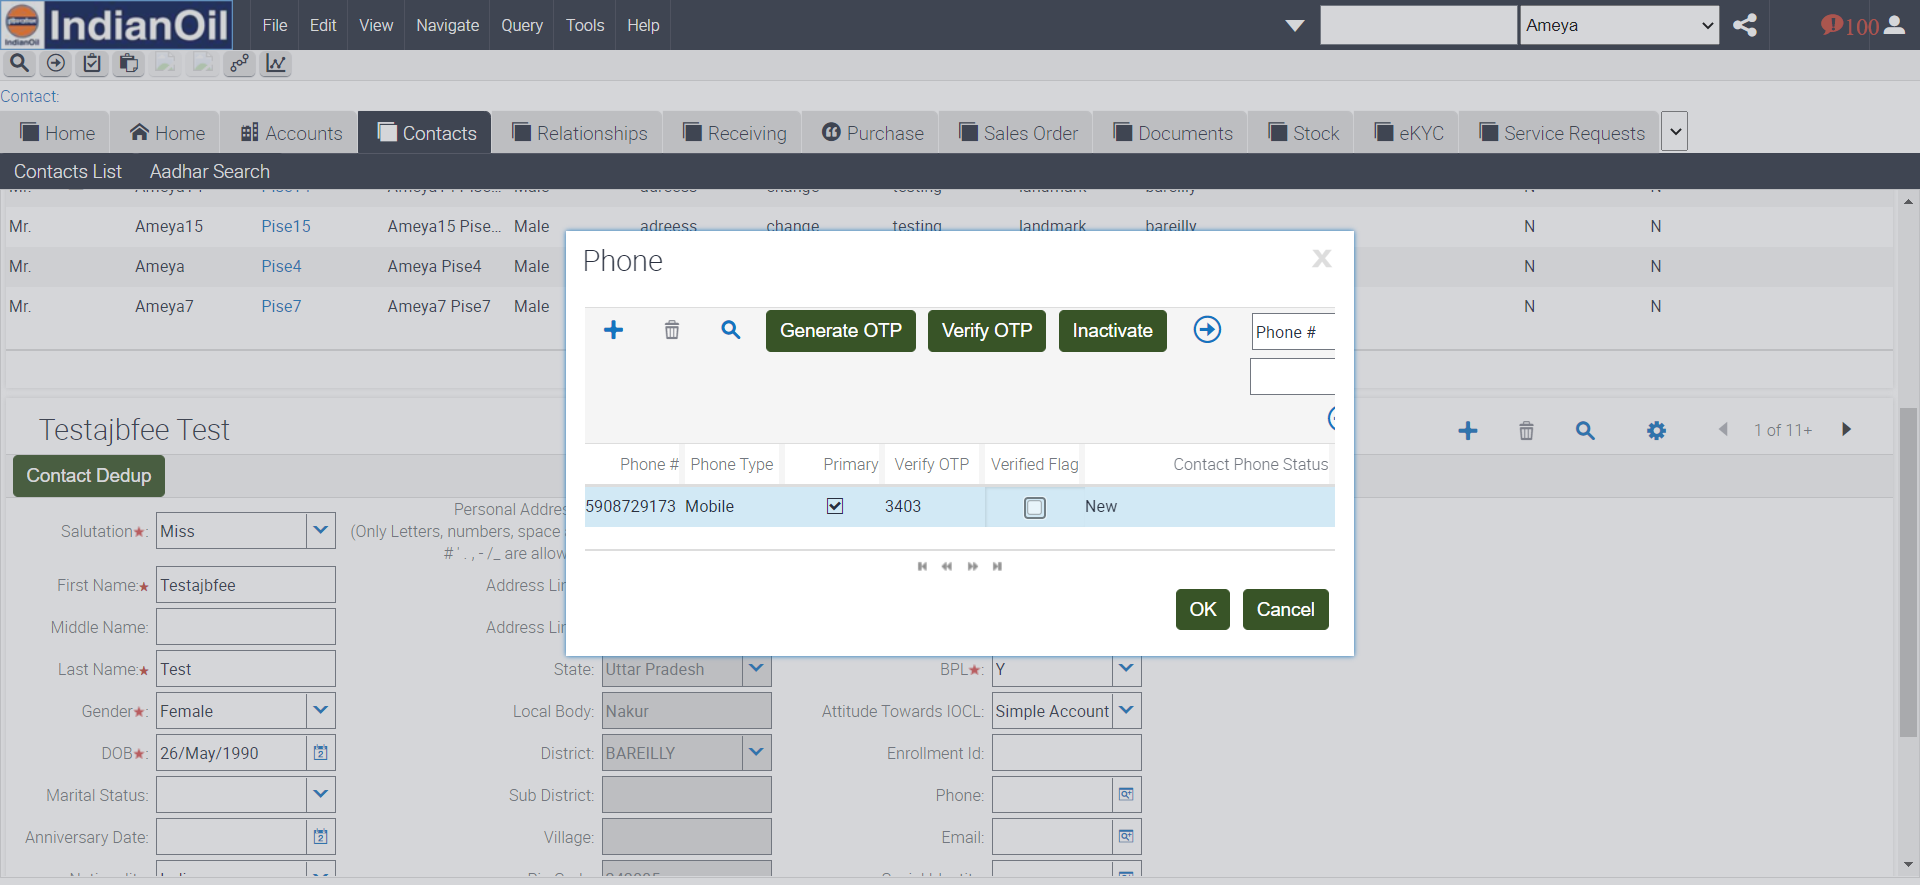 IndianOil File Edit View Navigate Query Tools Help Ameya 100
Contact:
Home Home Accounts Contacts Relationships Receiving Purchase Sales Order Documents Stock eKYC Service Requests
Contacts List Aadhar Search
Mr. Ameya15 Pise15 Ameya15 Pise... Male adreess change testing landmark bareilly N N
Mr. Ameya Pise4 Ameya Pise4 Male N N
Mr. Ameya7 Pise7 Ameya7 Pise7 Male N N
Phone X
Generate OTP Verify OTP Inactivate Phone #
Phone # Phone Type Primary Verify OTP Verified Flag Contact Phone Status
5908729173 Mobile 3403 New
OK Cancel
Testajbfee Test 1 of 11+
Contact Dedup
Salutation★: Miss
First Name:★ Testajbfee
Middle Name:
Last Name:★ Test
Gender★: Female
DOB★: 26/May/1990
Marital Status:
Anniversary Date:
Personal Addres
(Only Letters, numbers, space
# ' . , - /_ are allow
Address Lin
Address Lin
State: Uttar Pradesh
Local Body: Nakur
District: BAREILLY
Sub District:
Village:
BPL★: Y
Attitude Towards IOCL: Simple Account
Enrollment Id:
Phone:
Email: